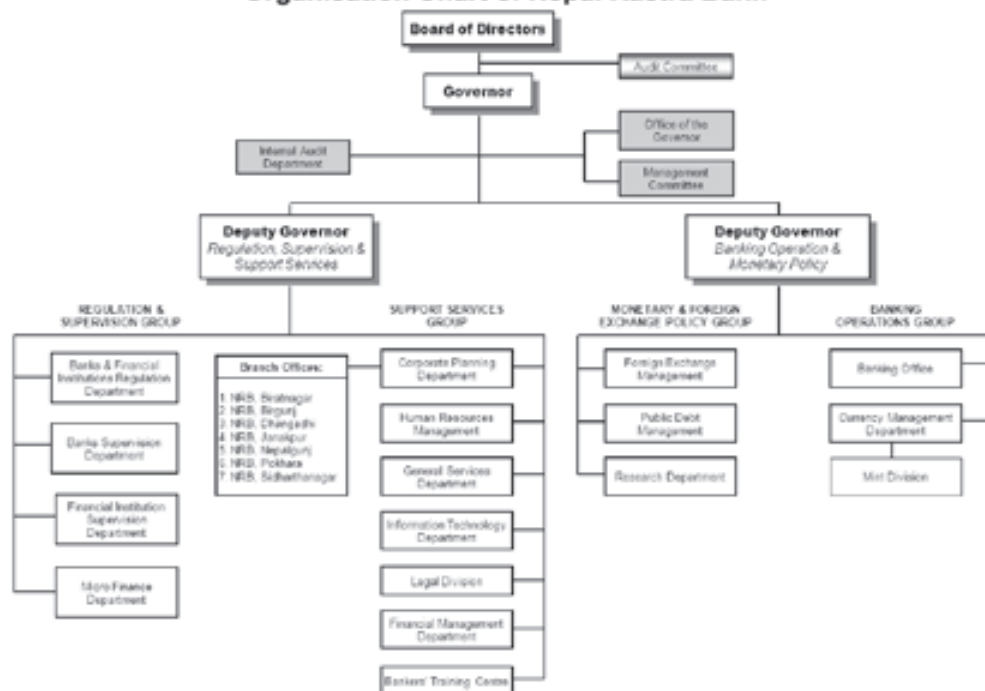 Organisation Chart of Nepal Rastra Bank
Board of Directors
Audit Committee
Governor
Office of the
Governor
Internal Audit
Department
Management
Committee
Deputy Governor
Regulation, Supervision &
Support Services
Deputy Governor
Banking Operation &
Monetary Policy
REGULATION &
SUPERVISION GROUP
SUPPORT SERVICES
GROUP
MONETARY & FOREIGN
EXCHANGE POLICY GROUP
BANKING
OPERATIONS GROUP
Banks & Financial
Institutions Regulation
Department
Banks Supervision
Department
Financial Institution
Supervision
Department
Micro Finance
Department
Branch Offices:
1. NRB, Biratnagar
2. NRB, Birgunj
3. NRB, Dhangadhi
4. NRB, Janakpur
5. NRB, Nepalgunj
6. NRB, Pokhara
7. NRB, Sidharthanagar
Corporate Planning
Department
Human Resources
Management
General Services
Department
Information Technology
Department
Legal Division
Financial Management
Department
Bankers' Training Centre
Foreign Exchange
Management
Public Debt
Management
Research Department
Banking Office
Currency Management
Department
Mint Division